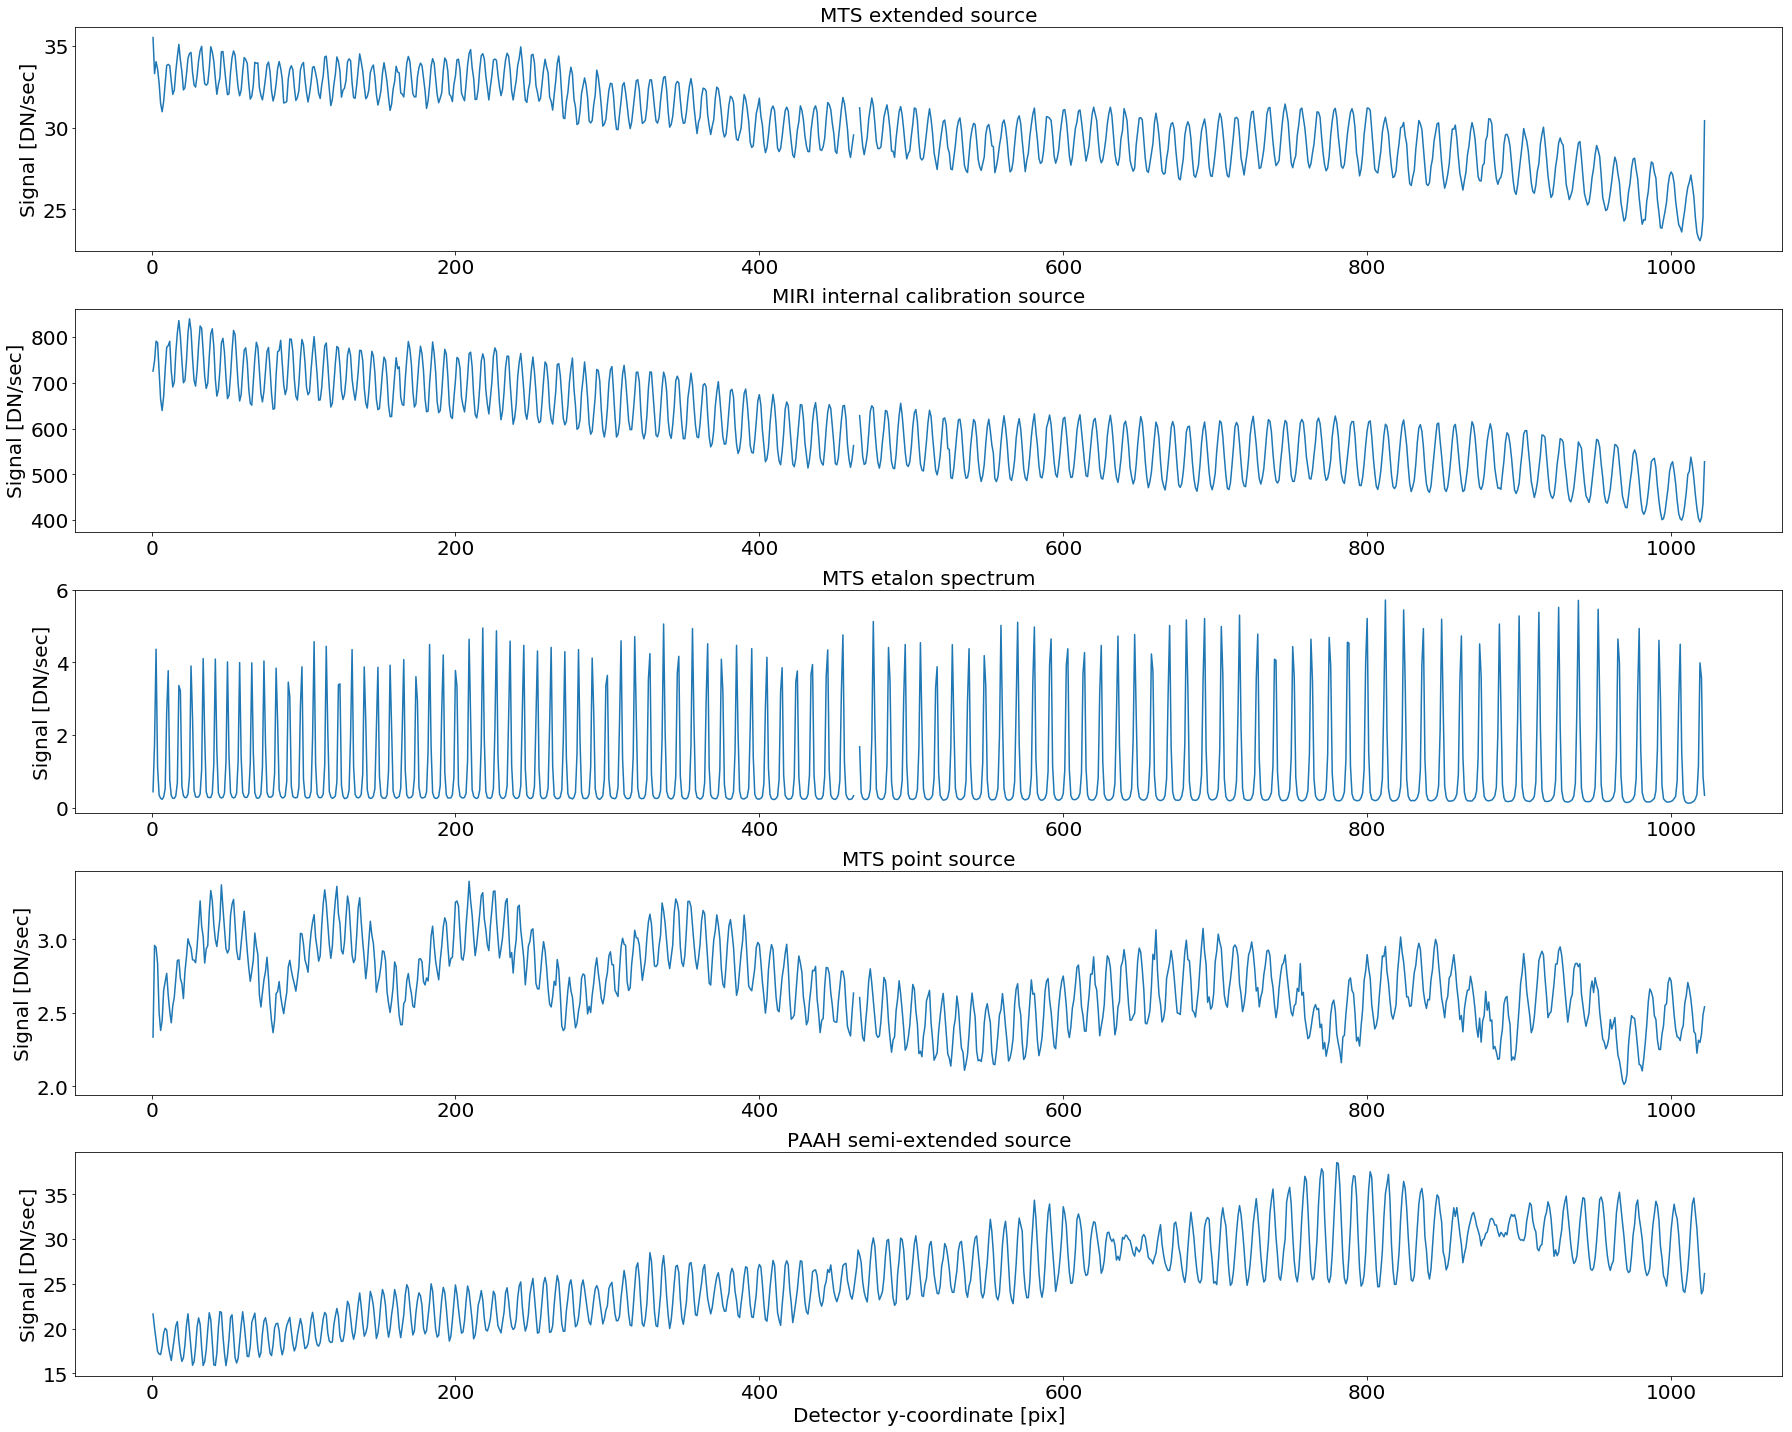 MTS extended source
Signal [DN/sec]
35
30
25
0 200 400 600 800 1000
MIRI internal calibration source
Signal [DN/sec]
800
700
600
500
400
0 200 400 600 800 1000
MTS etalon spectrum
Signal [DN/sec]
6
4
2
0
0 200 400 600 800 1000
MTS point source
Signal [DN/sec]
3.0
2.5
2.0
0 200 400 600 800 1000
PAAH semi-extended source
Signal [DN/sec]
35
30
25
20
15
0 200 400 600 800 1000
Detector y-coordinate [pix]